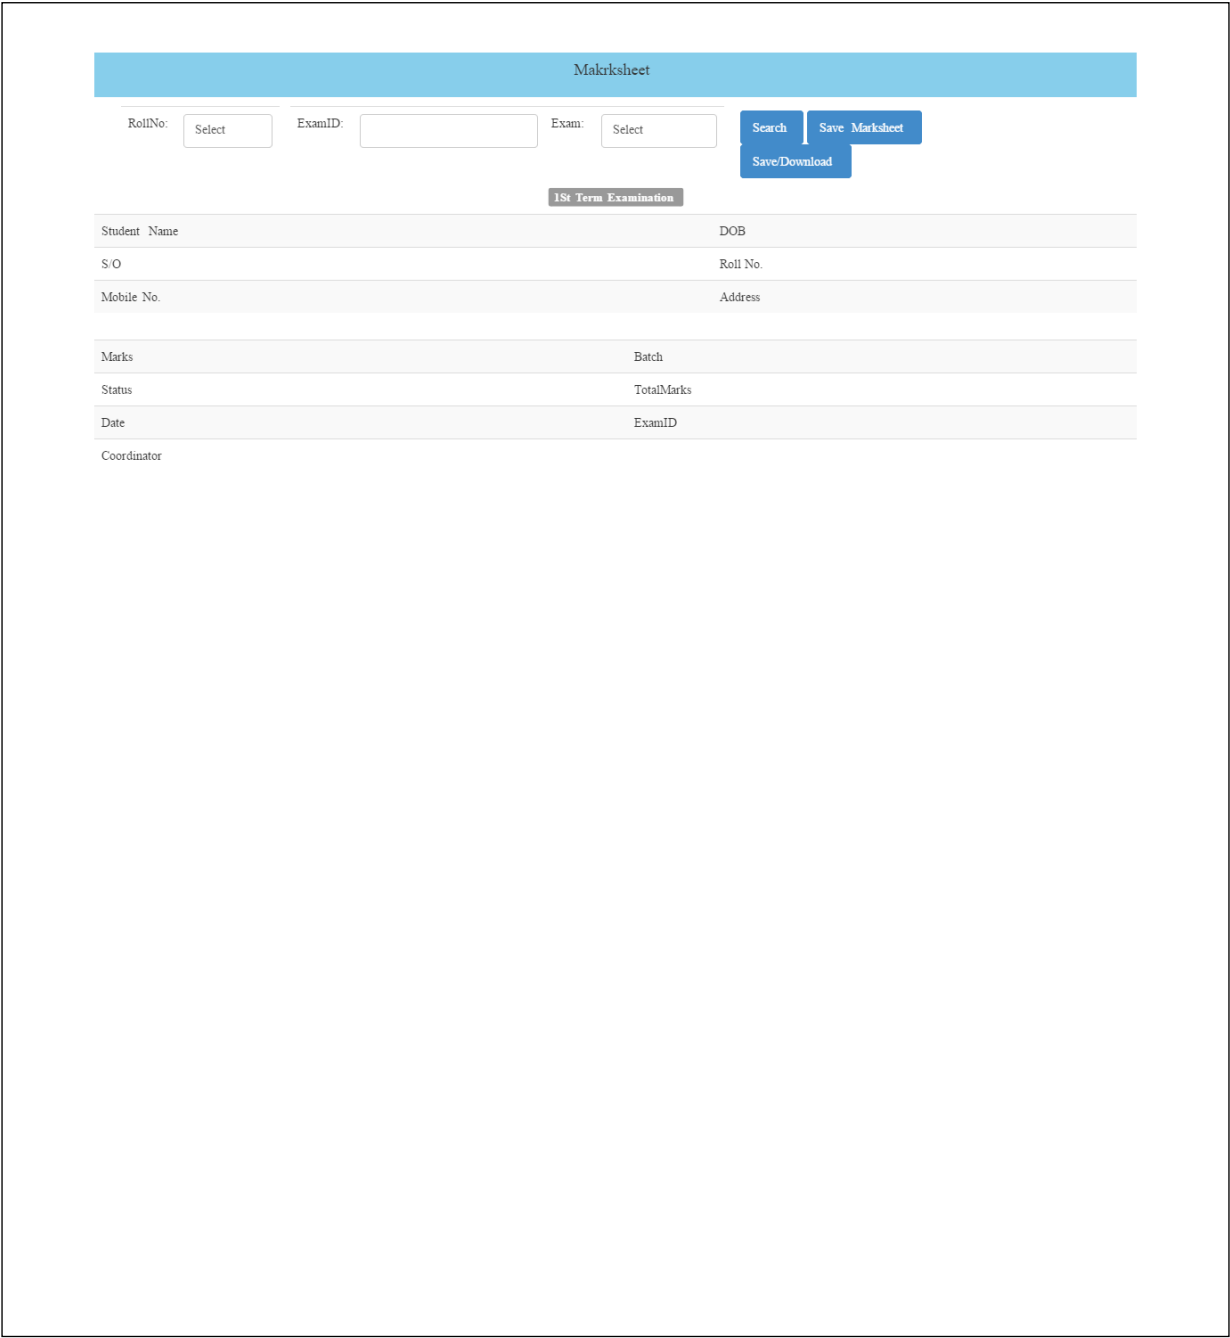 Makrksheet
RollNo: Select ExamID: Exam: Select Search Save Marksheet
Save/Download
1St Term Examination
Student Name DOB
S/O Roll No.
Mobile No. Address
Marks Batch
Status TotalMarks
Date ExamID
Coordinator